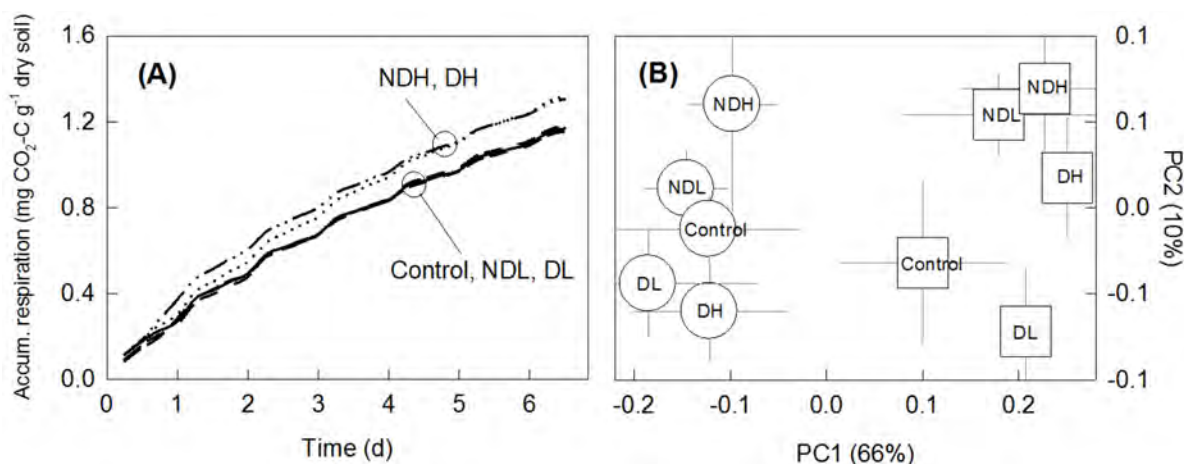 (A)
NDH, DH
Control, NDL, DL
Accum. respiration (mg CO₂-C g⁻¹ dry soil)
1.6
1.2
0.8
0.4
0.0
0 1 2 3 4 5 6
Time (d)
(B)
NDH
NDL
Control
DL
DH
NDH
NDL
DH
Control
DL
0.1
0.1
0.0
-0.1
-0.1
PC2 (10%)
-0.2 -0.1 0.0 0.1 0.2
PC1 (66%)